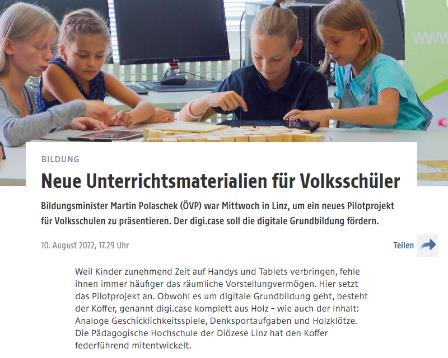 BILDUNG
Neue Unterrichtsmaterialien für Volksschüler
Bildungsminister Martin Polaschek (ÖVP) war Mittwoch in Linz, um ein neues Pilotprojekt
für Volksschulen zu präsentieren. Der digi.case soll die digitale Grundbildung fördern.
10. August 2022, 17.29 Uhr
Teilen
Weil Kinder zunehmend Zeit auf Handys und Tablets verbringen, fehle
ihnen immer häufiger das räumliche Vorstellungvermögen. Hier setzt
das Pilotprojekt an. Obwohl es um digitale Grundbildung geht, besteht
der Koffer, genannt digi.case komplett aus Holz – wie auch der Inhalt:
Analoge Geschicklichkeitsspiele, Denksportaufgaben und Holzklötze.
Die Pädagogische Hochschule der Diözese Linz hat den Koffer
federführend mitentwickelt.